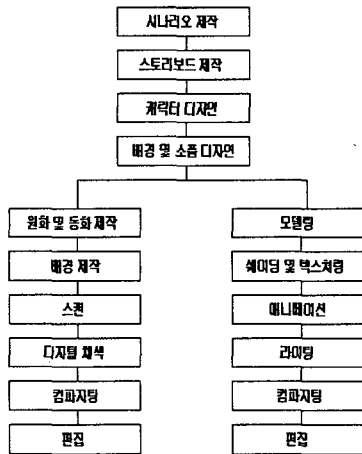 시나리오 제작
스토리보드 제작
캐릭터 디자인
배경 및 소품 디자인
원화 및 동화 제작
배경 제작
스캔
디지털 채색
컴파지팅
편집
모델링
쉐이딩 및 텍스처링
애니메이션
라이팅
컴파지팅
편집